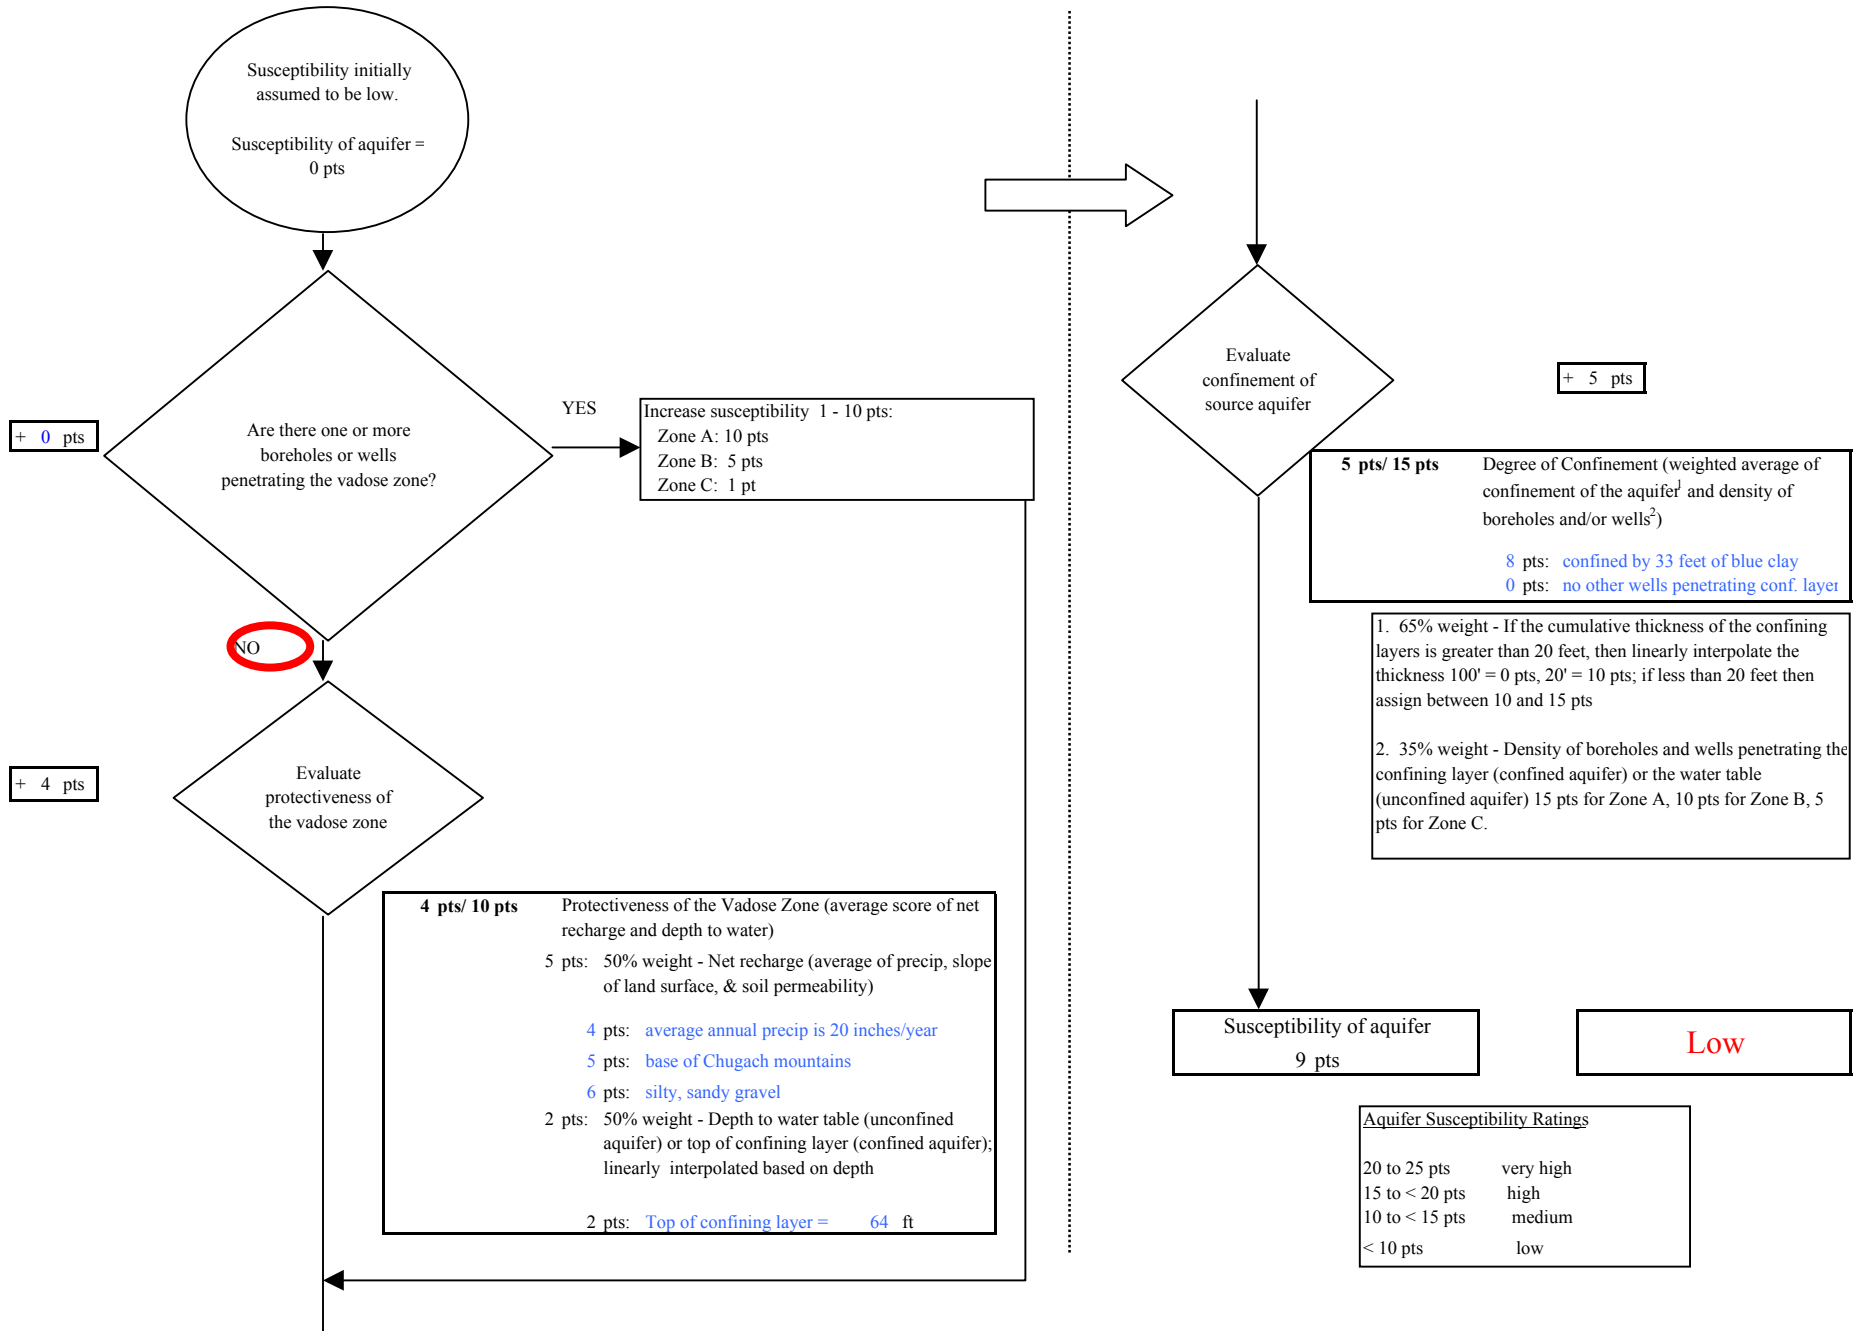 Susceptibility initially
assumed to be low.
Susceptibility of aquifer =
0 pts
+ 0 pts
Are there one or more
boreholes or wells
penetrating the vadose zone?
YES
Increase susceptibility 1 - 10 pts:
Zone A: 10 pts
Zone B: 5 pts
Zone C: 1 pt
NO
+ 4 pts
Evaluate
protectiveness of
the vadose zone
4 pts/ 10 pts Protectiveness of the Vadose Zone (average score of net
recharge and depth to water)
5 pts: 50% weight - Net recharge (average of precip, slope
of land surface, & soil permeability)
4 pts: average annual precip is 20 inches/year
5 pts: base of Chugach mountains
6 pts: silty, sandy gravel
2 pts: 50% weight - Depth to water table (unconfined
aquifer) or top of confining layer (confined aquifer);
linearly interpolated based on depth
2 pts: Top of confining layer = 64 ft
Evaluate
confinement of
source aquifer
+ 5 pts
5 pts/ 15 pts Degree of Confinement (weighted average of
confinement of the aquifer1 and density of
boreholes and/or wells2)
8 pts: confined by 33 feet of blue clay
0 pts: no other wells penetrating conf. layer
1. 65% weight - If the cumulative thickness of the confining
layers is greater than 20 feet, then linearly interpolate the
thickness 100' = 0 pts, 20' = 10 pts; if less than 20 feet then
assign between 10 and 15 pts
2. 35% weight - Density of boreholes and wells penetrating the
confining layer (confined aquifer) or the water table
(unconfined aquifer) 15 pts for Zone A, 10 pts for Zone B, 5
pts for Zone C.
Susceptibility of aquifer
9 pts
Low
Aquifer Susceptibility Ratings
20 to 25 pts very high
15 to < 20 pts high
10 to < 15 pts medium
< 10 pts low